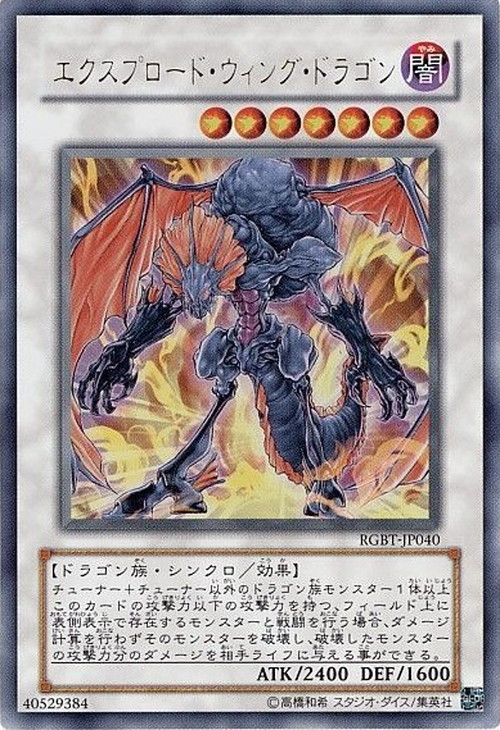 エクスプロード・ウィング・ドラゴン
闇
やみ
RGBT-JP040
【ドラゴン族・シンクロ/効果】
チューナー+チューナー以外のドラゴン族モンスター1体以上
このカードの攻撃力以下の攻撃力を持つ、フィールド上に
表側表示で存在するモンスターと戦闘を行う場合、ダメージ
計算を行わずそのモンスターを破壊し、破壊したモンスター
の攻撃力分のダメージを相手ライフに与える事ができる。
ATK/2400 DEF/1600
40529384
©高橋和希 スタジオ・ダイス/集英社